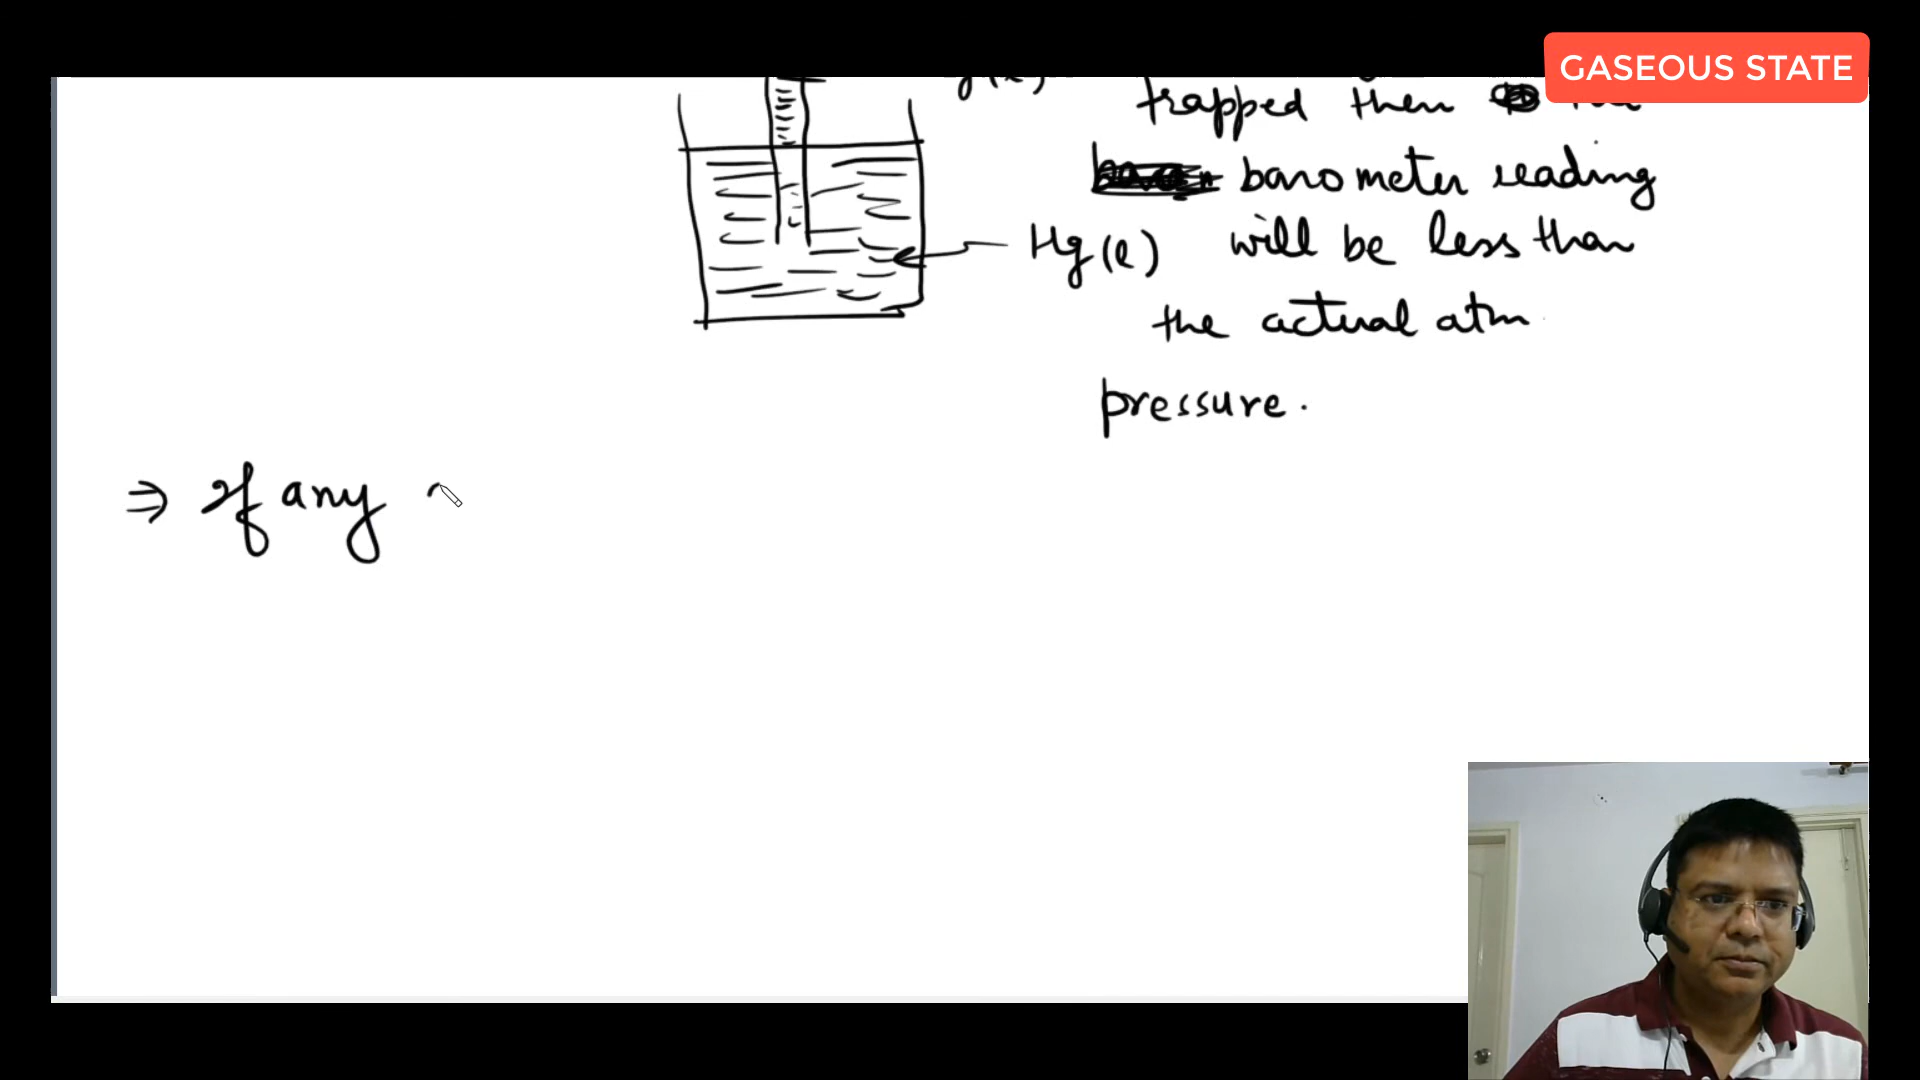 GASEOUS STATE
trapped then
barometer reading
Hg(l) will be less than
the actual atm
pressure.
⇒ If any